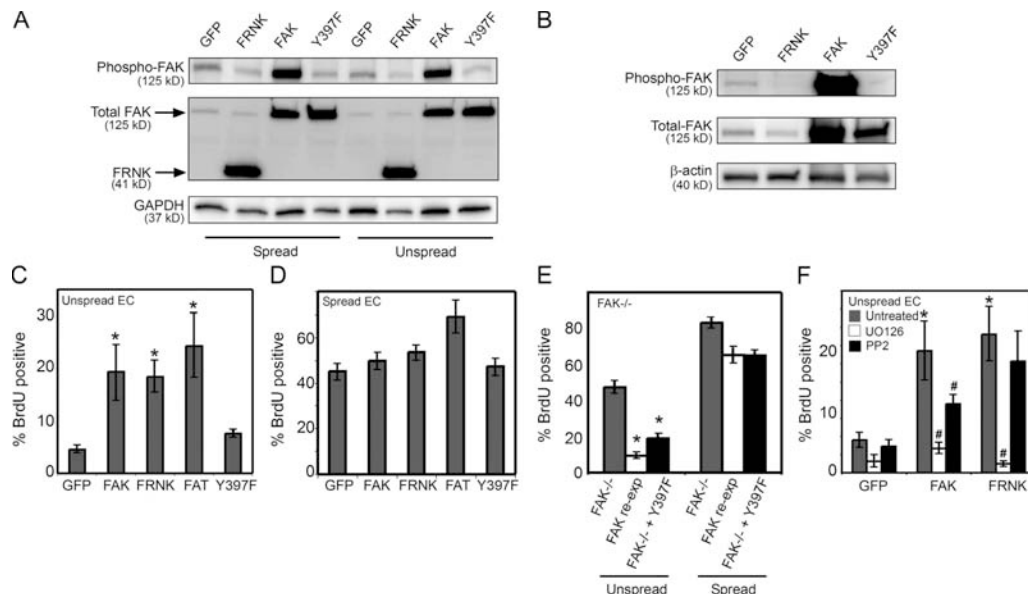 A
GFP FRNK FAK Y397F GFP FRNK FAK Y397F
Phospho-FAK
(125 kD)
Total FAK
(125 kD)
FRNK
(41 kD)
GAPDH
(37 kD)
Spread Unspread
B
GFP FRNK FAK Y397F
Phospho-FAK
(125 kD)
Total-FAK
(125 kD)
β-actin
(40 kD)
C
Unspread EC
% BrdU positive
30
20
10
0
* * *
GFP FAK FRNK FAT Y397F
D
Spread EC
% BrdU positive
60
40
20
0
GFP FAK FRNK FAT Y397F
E
FAK-/-
% BrdU positive
80
60
40
20
0
* *
FAK-/- FAK re-exp FAK-/- + Y397F FAK-/- FAK re-exp FAK-/- + Y397F
Unspread Spread
F
Unspread EC
Untreated
UO126
PP2
% BrdU positive
20
10
0
* *
# # #
GFP FAK FRNK